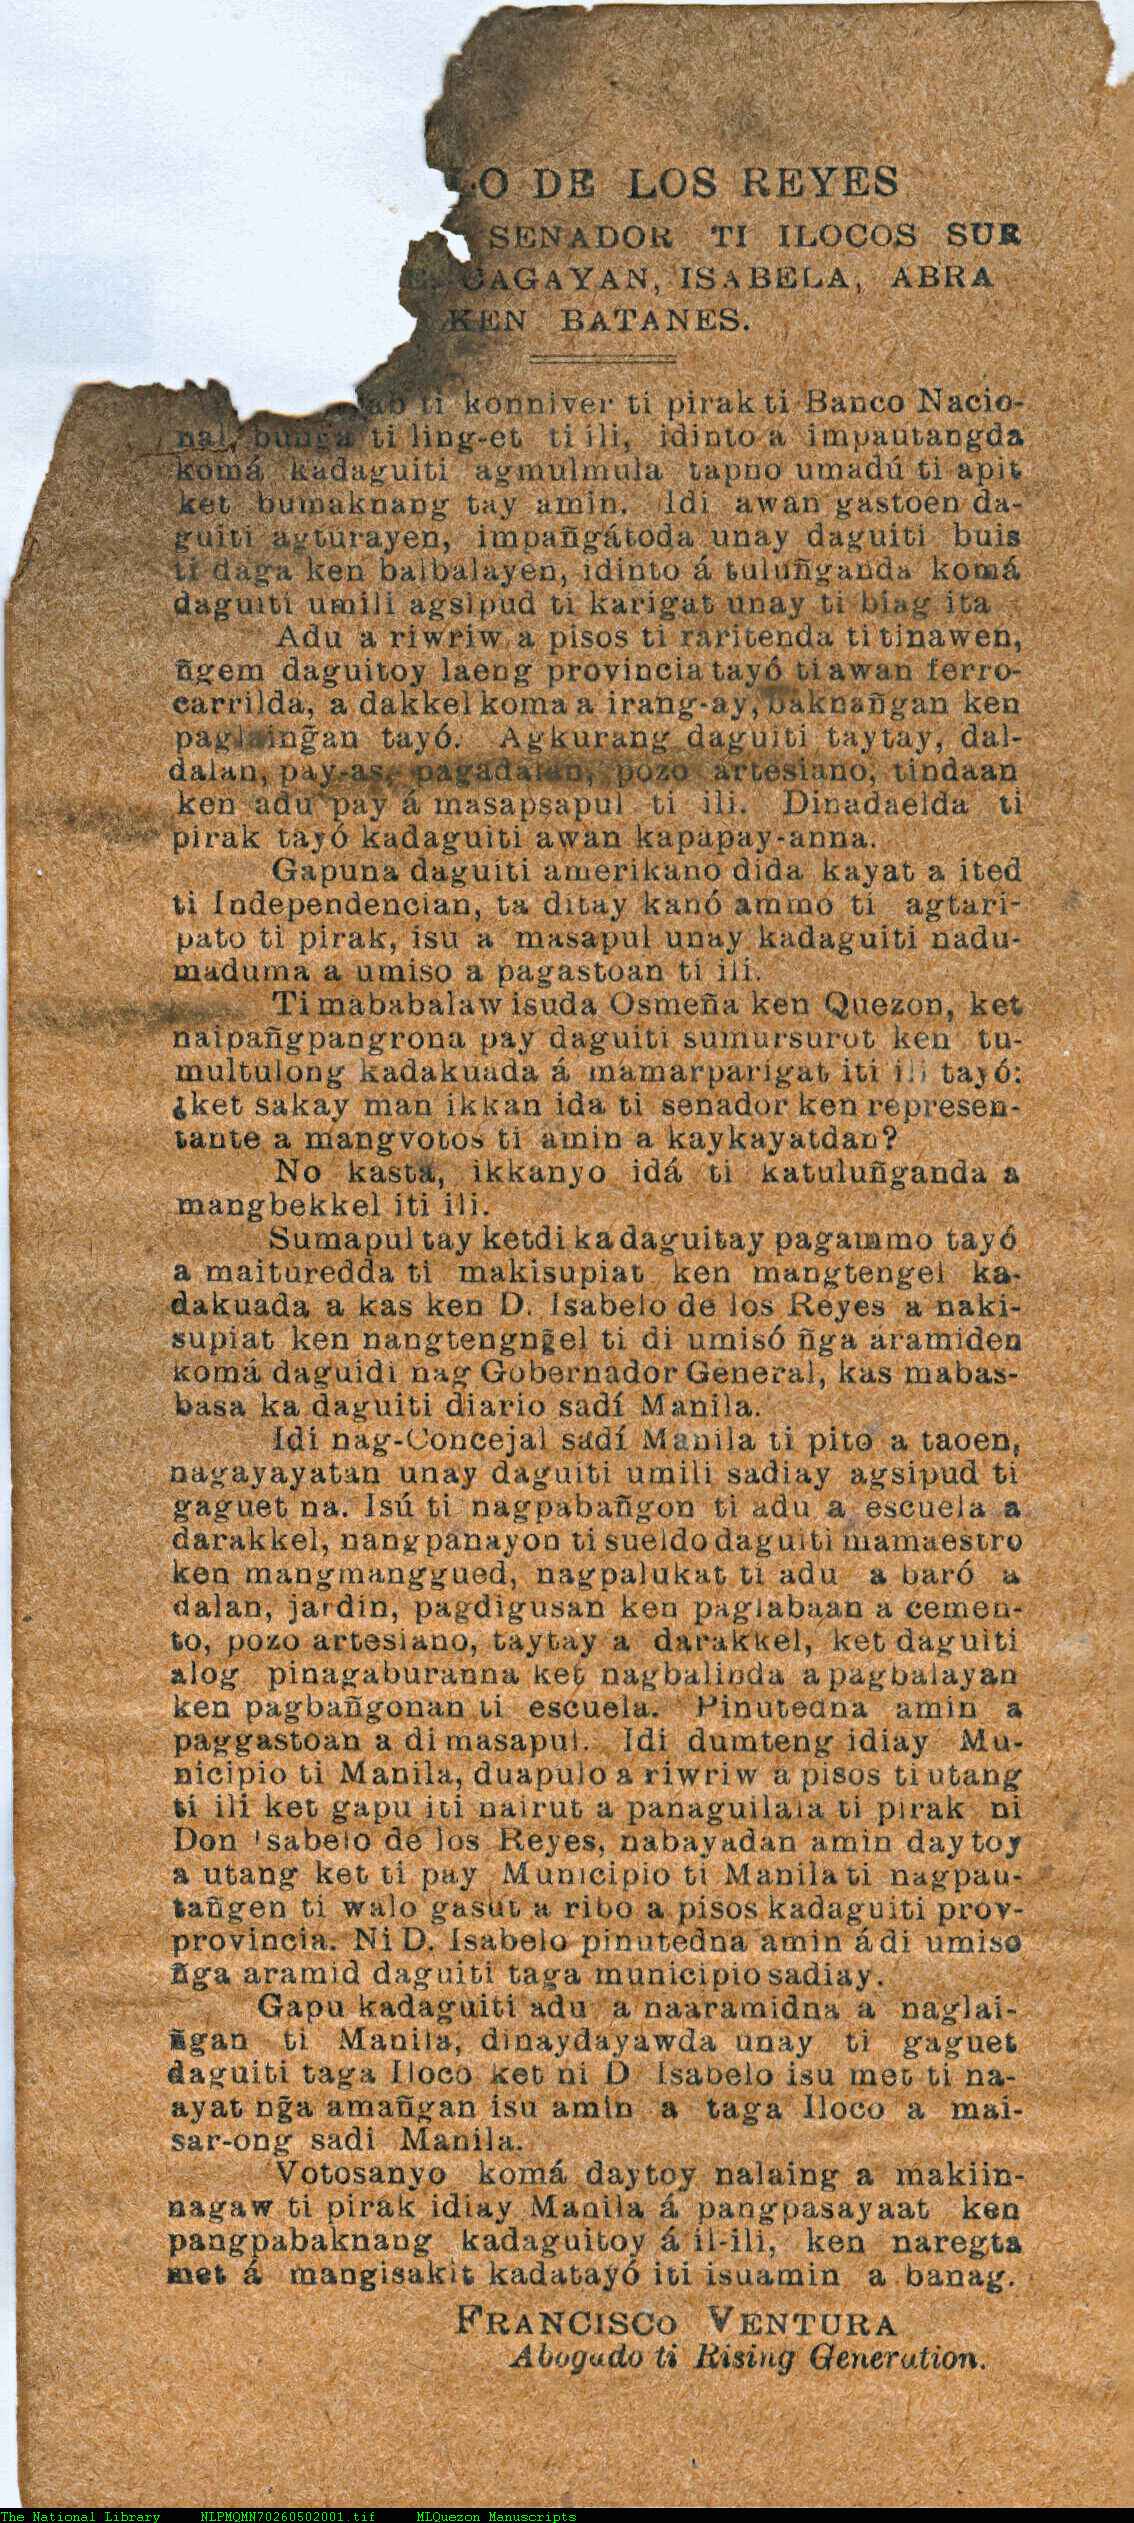 LO DE LOS REYES
SENADOR TI ILOCOS SUR
CAGAYAN, ISABELA, ABRA
KEN BATANES.
ti konniver ti pirak ti Banco Nacio-
nal, bunga ti ling-et ti ili, idinto a impautangda
komá kadaguiti agmulmula tapno umadú ti apit
ket bumaknang tay amin. Idi awan gastoen da-
guiti agturayen, impañgátoda unay daguiti buis
ti daga ken balbalayen, idinto á tuluñganda komá
daguiti umili agsipud ti karigat unay ti biag ita
Adu a riwriw a pisos ti raritenda ti tinawen,
ñgem daguitoy laeng provincia tayó ti awan ferro-
carrilda, a dakkel koma a irang-ay, baknañgan ken
paglaing̃an tayó. Agkurang daguiti taytay, dal-
dalan, pay-as, pagadalan, pozo artesiano, tindaan
ken adu pay á masapsapul ti ili. Dinadaelda ti
pirak tayó kadaguiti awan kapapay-anna.
Gapuna daguiti amerikano dida kayat a ited
ti Independencian, ta ditay kanó ammo ti agtari-
pato ti pirak, isu a masapul unay kadaguiti nadu-
maduma a umiso a pagastoan ti ili.
Ti mababalaw isuda Osmeña ken Quezon, ket
naipañgpangrona pay daguiti sumursurot ken tu-
multulong kadakuada á mamarparigat iti ili tayó:
¿ket sakay man ikkan ida ti senador ken represen-
tante a mangvotos ti amin a kaykayatdan?
No kasta, ikkanyo idá ti katuluñganda a
mangbekkel iti ili.
Sumapul tay ketdi kadaguitay pagammo tayó
a maituredda ti makisupiat ken mangtengel ka-
dakuada a kas ken D. Isabelo de los Reyes a naki-
supiat ken nangtengng̃el ti di umisó ñga aramiden
komá daguidi nag Gobernador General, kas mabas-
basa ka daguiti diario sadí Manila.
Idi nag-Concejal sadí Manila ti pito a taoen,
nagayayatan unay daguiti umili sadiay agsipud ti
gaguet na. Isú ti nagpabañgon ti adu a escuela a
darakkel, nangpanayon ti sueldo daguiti mamaestro
ken mangmanggued, nagpalukat ti adu a baró a
dalan, jardin, pagdigusan ken paglabaan a cemen-
to, pozo artesiano, taytay a darakkel, ket daguiti
alog pinagaburanna ket nagbalinda a pagbalayan
ken pagbañgonan ti escuela. Pinutedna amin a
paggastoan a di masapul. Idi dumteng idiay Mu-
nicipio ti Manila, duapulo a riwriw a pisos ti utang
ti ili ket gapu iti nairut a panaguilala ti pirak ni
Don Isabelo de los Reyes, nabayadan amin daytoy
a utang ket ti pay Municipio ti Manila ti nagpau-
tañgen ti walo gasut a ribo a pisos kadaguiti prov-
provincia. Ni D. Isabelo pinutedna amin á di umiso
ñga aramid daguiti taga municipio sadiay.
Gapu kadaguiti adu a naaramidna a naglai-
ñgan ti Manila, dinaydayawda unay ti gaguet
daguiti taga Iloco ket ni D Isabelo isu met ti na-
ayat ng̃a amañgan isu amin a taga Iloco a mai-
sar-ong sadi Manila.
Votosanyo komá daytoy nalaing a makiin-
nagaw ti pirak idiay Manila á pangpasayaat ken
pangpabaknang kadaguitoy á il-ili, ken naregta
met á mangisakit kadatayó iti isuamin a banag.
FRANCISCO VENTURA
Abogado ti Rising Generation.
The National Library NLPMQMN70260502001.tif MLQuezon Manuscripts